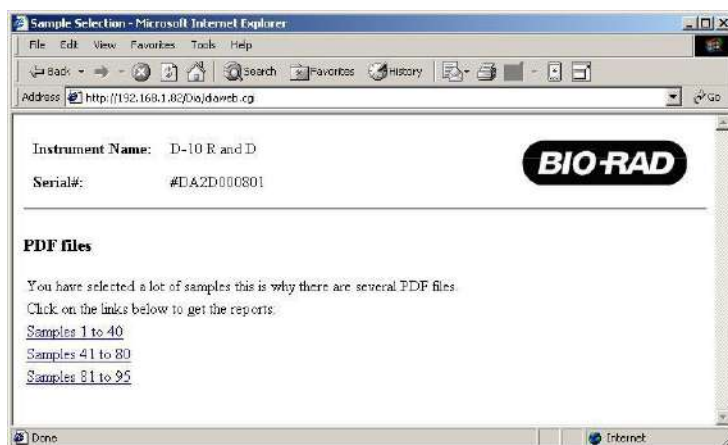 Sample Selection - Microsoft Internet Explorer
File Edit View Favorites Tools Help
Back Search Favorites History
Address http://192.168.1.82/Dia/diaweb.cgi Go
Instrument Name: D-10 R and D
BIO-RAD
Serial#: #DA2D000801
PDF files
You have selected a lot of samples this is why there are several PDF files.
Click on the links below to get the reports:
Samples 1 to 40
Samples 41 to 80
Samples 81 to 95
Done Internet